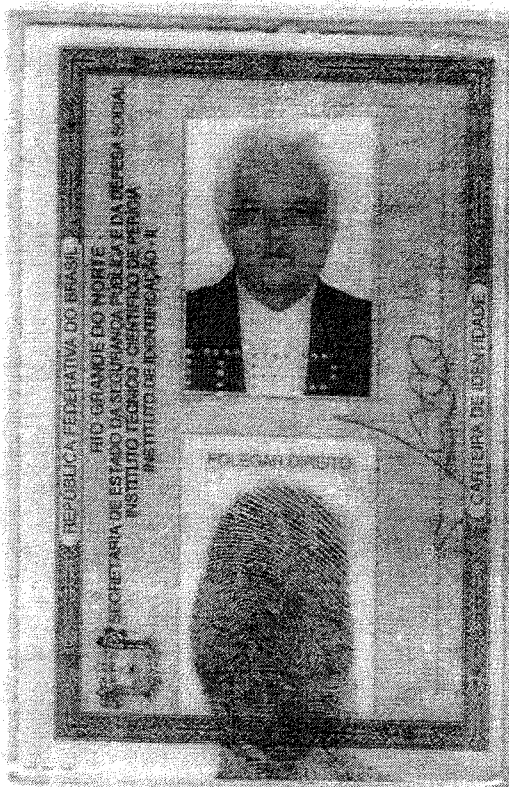 REPÚBLICA FEDERATIVA DO BRASIL
RIO GRANDE DO NORTE
SECRETARIA DE ESTADO DA SEGURANÇA PÚBLICA E DA DEFESA SOCIAL
INSTITUTO TÉCNICO - CIENTÍFICO DE PERÍCIA
INSTITUTO DE IDENTIFICAÇÃO - II
POLEGAR DIREITO
CARTEIRA DE IDENTIDADE